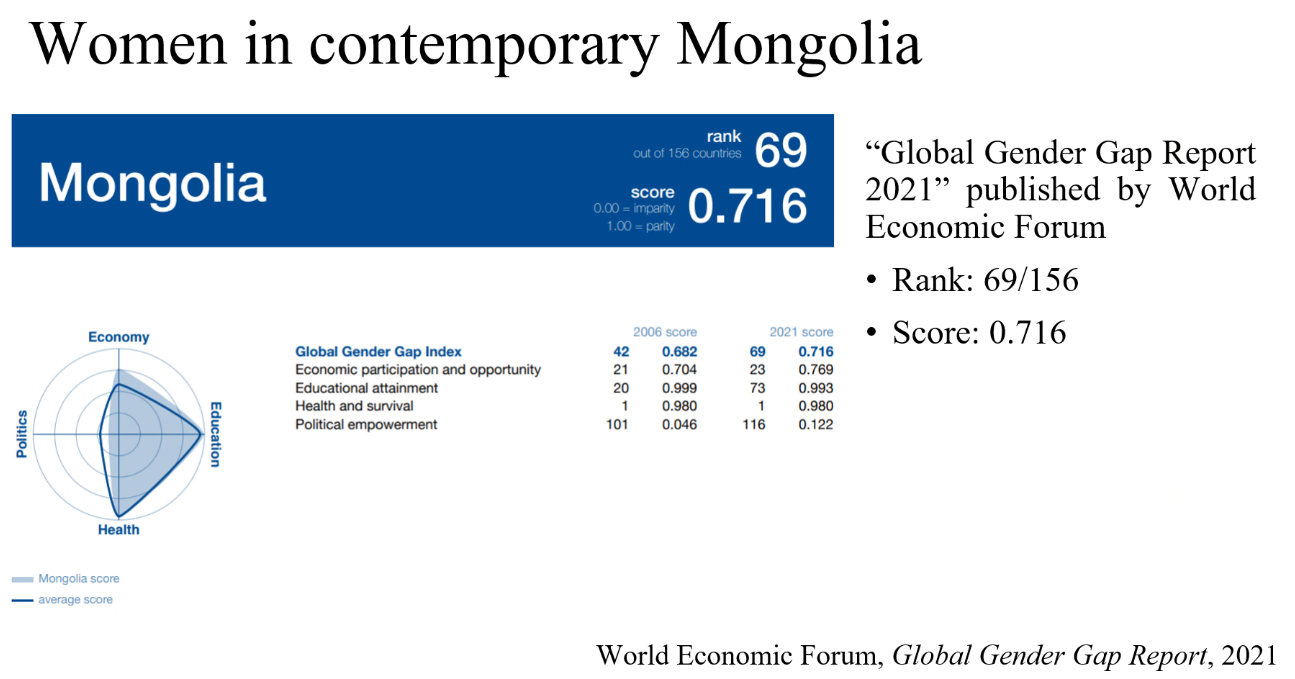 Women in contemporary Mongolia
Mongolia
rank
out of 156 countries
69
score
0.00 = imparity
1.00 = parity
0.716
“Global Gender Gap Report
2021” published by World
Economic Forum
• Rank: 69/156
• Score: 0.716
Economy
Education
Politics
Health
Mongolia score
average score
2006 score 2021 score
Global Gender Gap Index 42 0.682 69 0.716
Economic participation and opportunity 21 0.704 23 0.769
Educational attainment 20 0.999 73 0.993
Health and survival 1 0.980 1 0.980
Political empowerment 101 0.046 116 0.122
World Economic Forum, Global Gender Gap Report, 2021